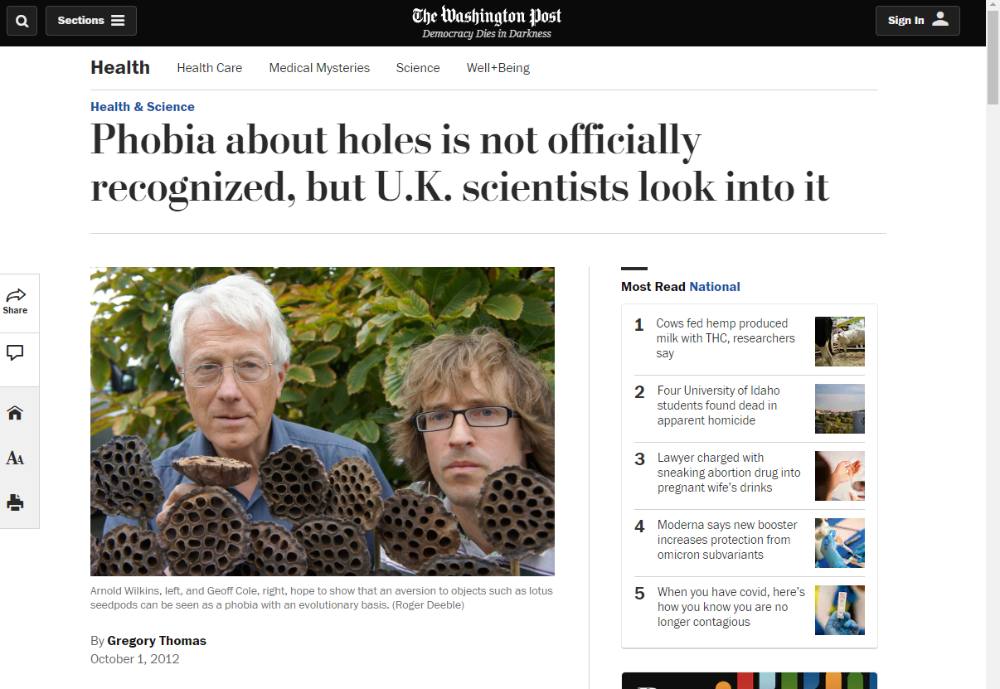 Sections
The Washington Post
Democracy Dies in Darkness
Sign In
Health
Health Care
Medical Mysteries
Science
Well+Being
Health & Science
Phobia about holes is not officially
recognized, but U.K. scientists look into it
Share
AA
Arnold Wilkins, left, and Geoff Cole, right, hope to show that an aversion to objects such as lotus
seedpods can be seen as a phobia with an evolutionary basis. (Roger Deeble)
By Gregory Thomas
October 1, 2012
Most Read National
1 Cows fed hemp produced
milk with THC, researchers
say
2 Four University of Idaho
students found dead in
apparent homicide
3 Lawyer charged with
sneaking abortion drug into
pregnant wife’s drinks
4 Moderna says new booster
increases protection from
omicron subvariants
5 When you have covid, here’s
how you know you are no
longer contagious